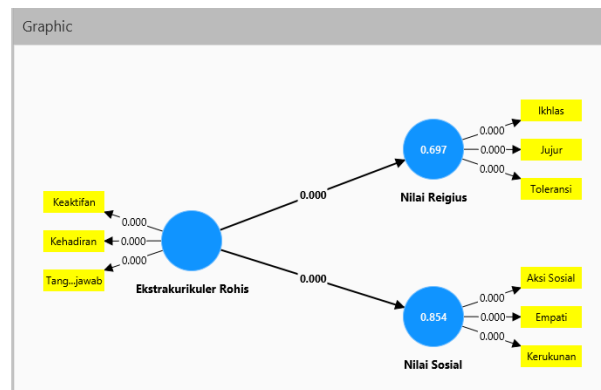 Graphic
Ikhlas
0.000
0.697
0.000
Jujur
0.000
Toleransi
Nilai Reigius
0.000
Keaktifan
0.000
Kehadiran
0.000
0.000
Tang...jawab
Ekstrakurikuler Rohis
0.000
Aksi Sosial
0.000
0.854
0.000
Empati
0.000
Kerukunan
Nilai Sosial